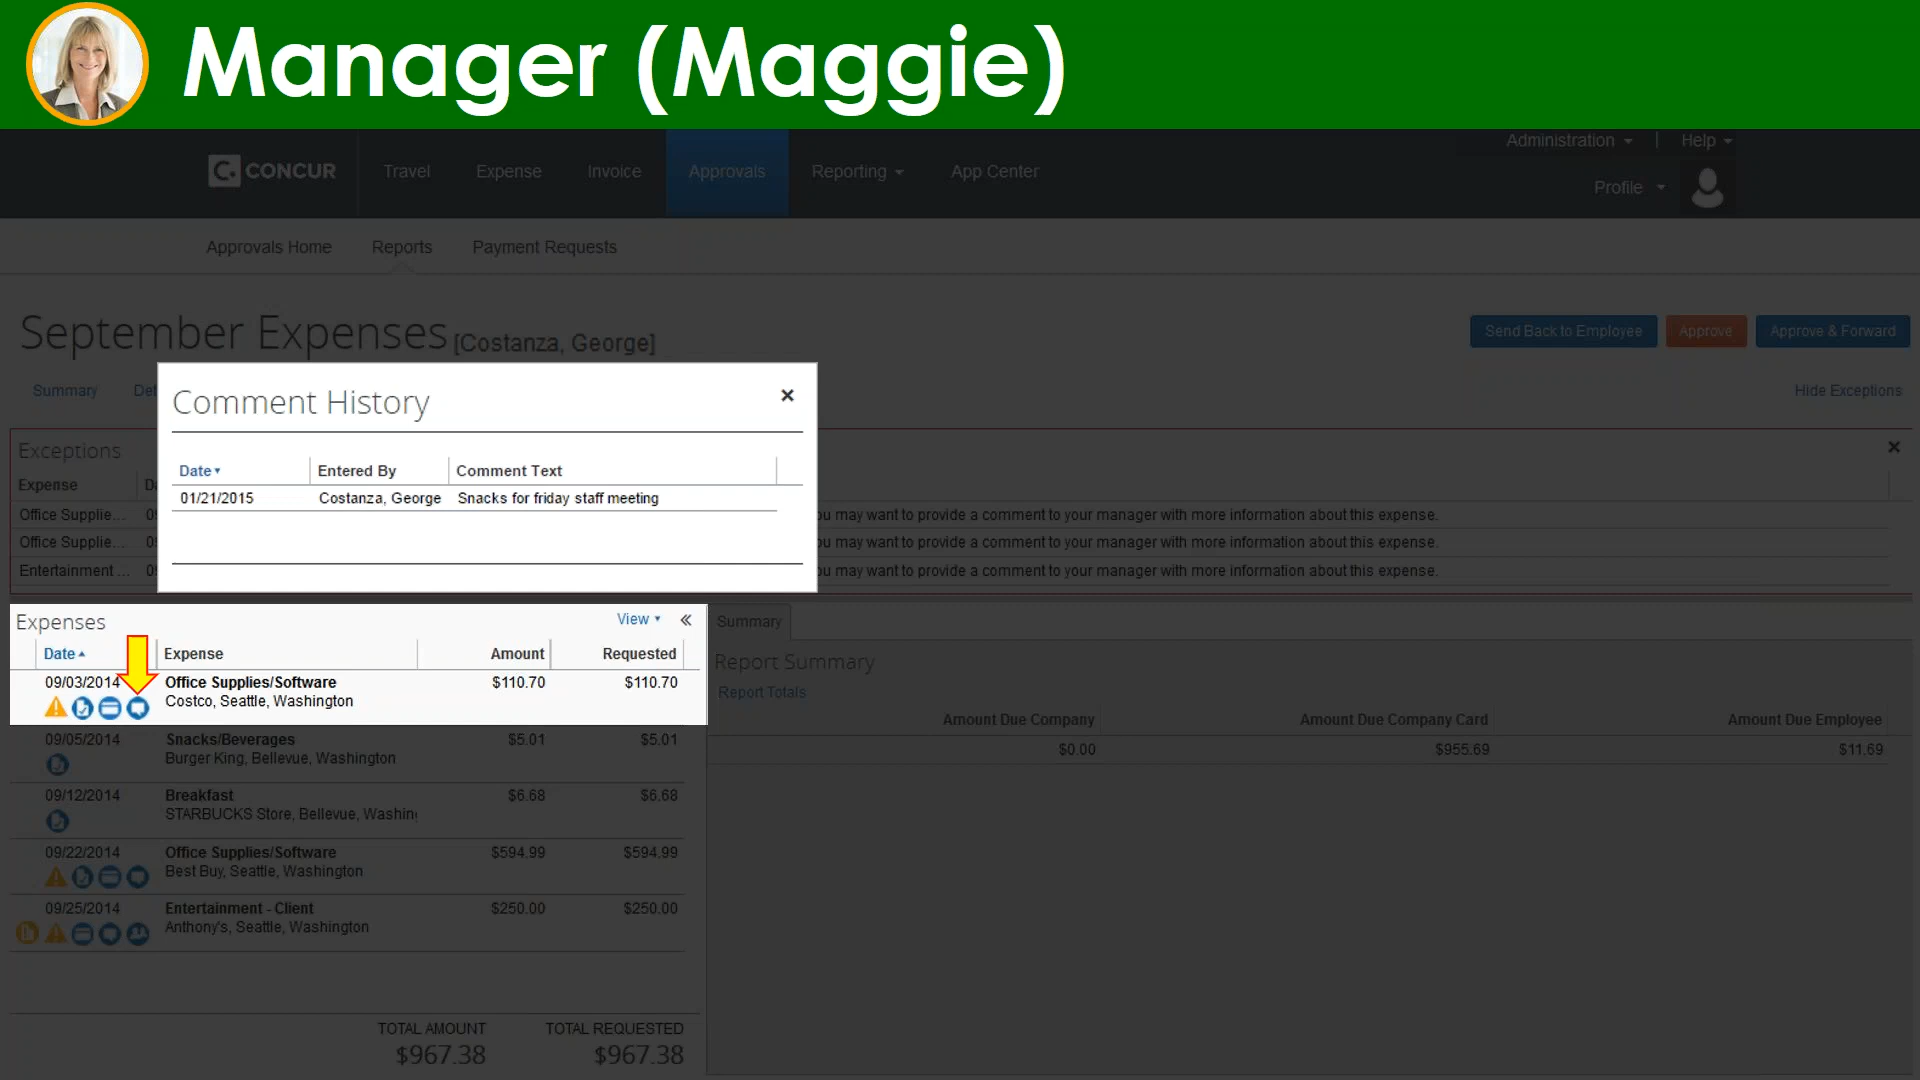 Manager (Maggie)
Administration | Help
CONCUR Travel Expense Invoice Approvals Reporting App Center
Profile
Approvals Home Reports Payment Requests
September Expenses [Costanza, George]
Send Back to Employee Approve Approve & Forward
Summary Hide Exceptions
Comment History
Exceptions
Date Entered By Comment Text
Expense
01/21/2015 Costanza, George Snacks for friday staff meeting
Office Supplie... may want to provide a comment to your manager with more information about this expense.
Office Supplie... may want to provide a comment to your manager with more information about this expense.
Entertainment ... may want to provide a comment to your manager with more information about this expense.
Expenses View
Summary
Date Expense Amount Requested
Report Summary
09/03/2014 Office Supplies/Software $110.70 $110.70
Costco, Seattle, Washington
Report Totals
Amount Due Company Amount Due Company Card Amount Due Employee
$0.00 $955.69 $11.69
09/05/2014 Snacks/Beverages $5.01 $5.01
Burger King, Bellevue, Washington
09/12/2014 Breakfast $6.68 $6.68
STARBUCKS Store, Bellevue, Washin
09/22/2014 Office Supplies/Software $594.99 $594.99
Best Buy, Seattle, Washington
09/25/2014 Entertainment - Client $250.00 $250.00
Anthony's, Seattle, Washington
TOTAL AMOUNT TOTAL REQUESTED
$967.38 $967.38